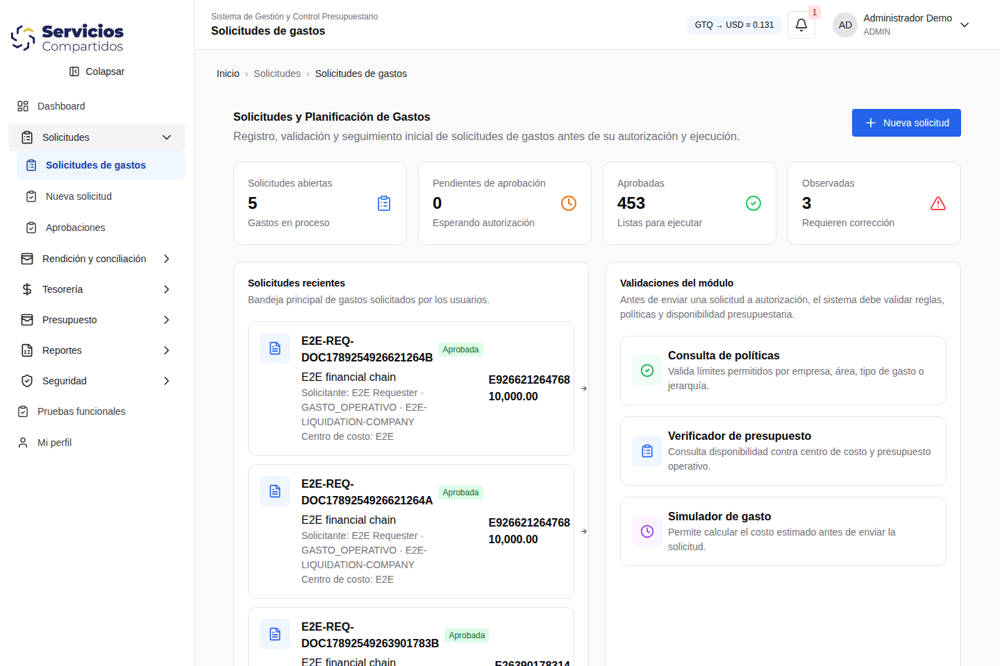 Servicios
Compartidos
Colapsar
Dashboard
Solicitudes
Solicitudes de gastos
Nueva solicitud
Aprobaciones
Rendición y conciliación
Tesorería
Presupuesto
Reportes
Seguridad
Pruebas funcionales
Mi perfil
Sistema de Gestión y Control Presupuestario
Solicitudes de gastos
GTQ → USD = 0.131
1
AD
Administrador Demo
ADMIN
Inicio › Solicitudes › Solicitudes de gastos
Solicitudes y Planificación de Gastos
Registro, validación y seguimiento inicial de solicitudes de gastos antes de su autorización y ejecución.
Nueva solicitud
Solicitudes abiertas
5
Gastos en proceso
Pendientes de aprobación
0
Esperando autorización
Aprobadas
453
Listas para ejecutar
Observadas
3
Requieren corrección
Solicitudes recientes
Bandeja principal de gastos solicitados por los usuarios.
E2E-REQ-
DOC1789254926621264B
Aprobada
E2E financial chain
Solicitante: E2E Requester ·
GASTO_OPERATIVO · E2E-
LIQUIDATION-COMPANY
Centro de costo: E2E
E926621264768
10,000.00
E2E-REQ-
DOC1789254926621264A
Aprobada
E2E financial chain
Solicitante: E2E Requester ·
GASTO_OPERATIVO · E2E-
LIQUIDATION-COMPANY
Centro de costo: E2E
E926621264768
10,000.00
E2E-REQ-
DOC17892549263901783B
Aprobada
E2E financial chain
E26390178314
Validaciones del módulo
Antes de enviar una solicitud a autorización, el sistema debe validar reglas,
políticas y disponibilidad presupuestaria.
Consulta de políticas
Valida límites permitidos por empresa, área, tipo de gasto o
jerarquía.
Verificador de presupuesto
Consulta disponibilidad contra centro de costo y presupuesto
operativo.
Simulador de gasto
Permite calcular el costo estimado antes de enviar la
solicitud.